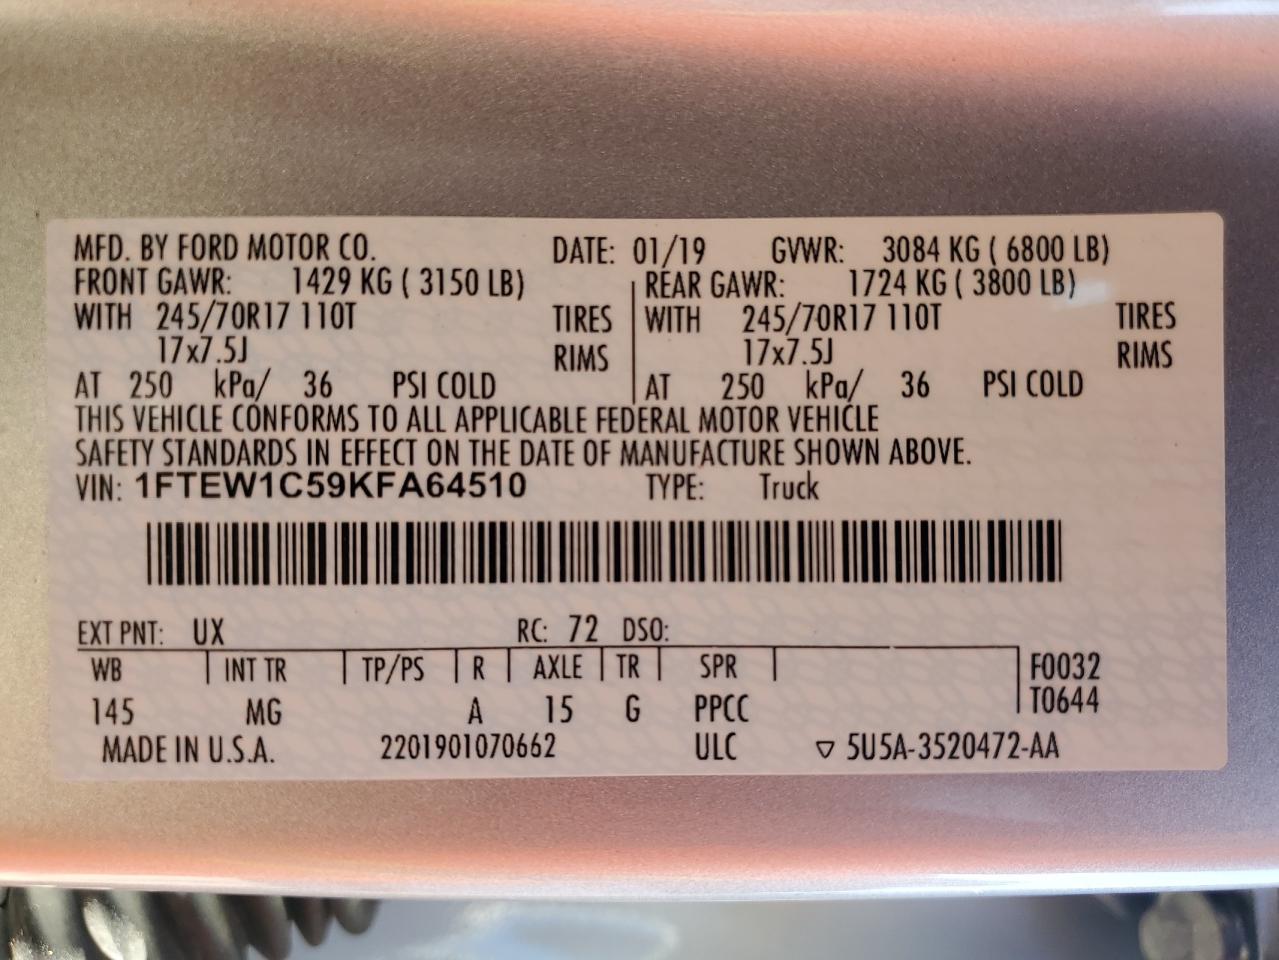 MFD. BY FORD MOTOR CO. DATE: 01/19 GVWR: 3084 KG ( 6800 LB)
FRONT GAWR: 1429 KG ( 3150 LB) REAR GAWR: 1724 KG ( 3800 LB)
WITH 245/70R17 110T TIRES WITH 245/70R17 110T TIRES
17x7.5J RIMS 17x7.5J RIMS
AT 250 kPa/ 36 PSI COLD AT 250 kPa/ 36 PSI COLD
THIS VEHICLE CONFORMS TO ALL APPLICABLE FEDERAL MOTOR VEHICLE
SAFETY STANDARDS IN EFFECT ON THE DATE OF MANUFACTURE SHOWN ABOVE.
VIN: 1FTEW1C59KFA64510 TYPE: Truck
EXT PNT: UX RC: 72 DSO:
WB INT TR TP/PS R AXLE TR SPR F0032
145 MG A 15 G PPCC T0644
MADE IN U.S.A. 2201901070662 ULC ▽ 5U5A-3520472-AA